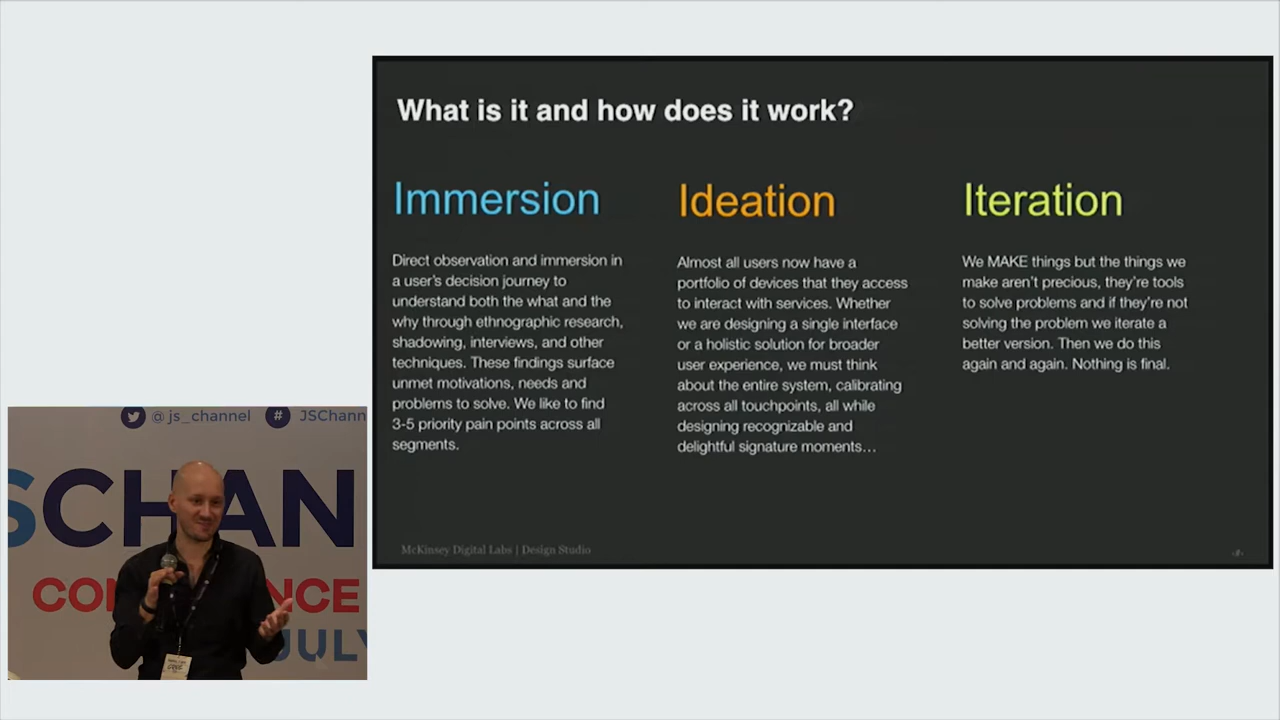 What is it and how does it work?
Immersion
Direct observation and immersion in
a user's decision journey to
understand both the what and the
why through ethnographic research,
shadowing, interviews, and other
techniques. These findings surface
unmet motivations, needs and
problems to solve. We like to find
3-5 priority pain points across all
segments.
Ideation
Almost all users now have a
portfolio of devices that they access
to interact with services. Whether
we are designing a single interface
or a holistic solution for broader
user experience, we must think
about the entire system, calibrating
across all touchpoints, all while
designing recognizable and
delightful signature moments…
Iteration
We MAKE things but the things we
make aren't precious, they're tools
to solve problems and if they're not
solving the problem we iterate a
better version. Then we do this
again and again. Nothing is final.
McKinsey Digital Labs | Design Studio
@js_channel # JSChann
SCHAN
CON ENCE
JULY